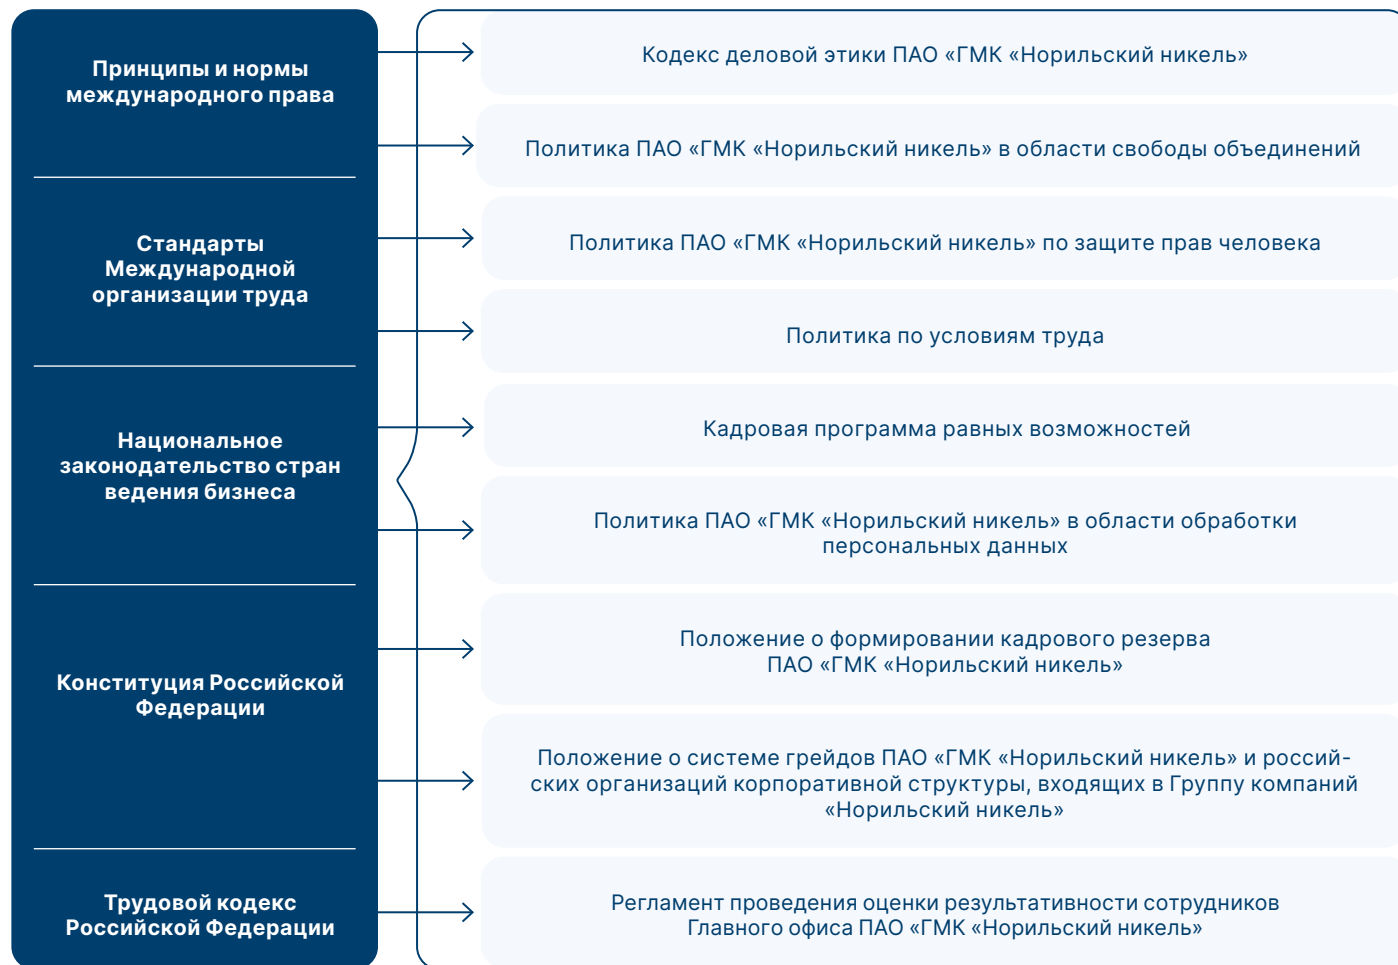 Принципы и нормы
международного права
Стандарты
Международной
организации труда
Национальное
законодательство стран
ведения бизнеса
Конституция Российской
Федерации
Трудовой кодекс
Российской Федерации
Кодекс деловой этики ПАО «ГМК «Норильский никель»
Политика ПАО «ГМК «Норильский никель» в области свободы объединений
Политика ПАО «ГМК «Норильский никель» по защите прав человека
Политика по условиям труда
Кадровая программа равных возможностей
Политика ПАО «ГМК «Норильский никель» в области обработки
персональных данных
Положение о формировании кадрового резерва
ПАО «ГМК «Норильский никель»
Положение о системе грейдов ПАО «ГМК «Норильский никель» и россий-
ских организаций корпоративной структуры, входящих в Группу компаний
«Норильский никель»
Регламент проведения оценки результативности сотрудников
Главного офиса ПАО «ГМК «Норильский никель»